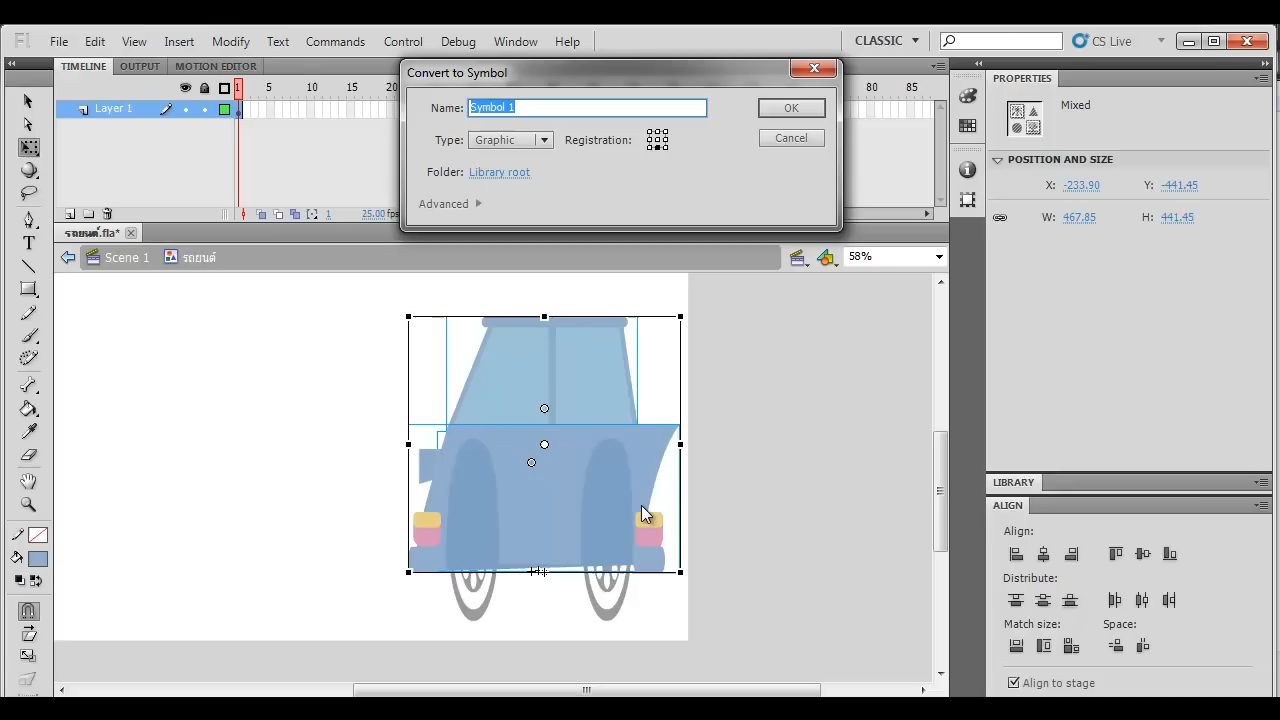 Fl File Edit View Insert Modify Text Commands Control Debug Window Help CLASSIC CS Live
TIMELINE OUTPUT MOTION EDITOR
1 5 10 15 20 80 85
Layer 1
1 25.00fps
Convert to Symbol
Name: Symbol 1 OK
Type: Graphic Registration: Cancel
Folder: Library root
Advanced
PROPERTIES
Mixed
POSITION AND SIZE
X: -233.90 Y: -441.45
W: 467.85 H: 441.45
รถยนต์.fla*
Scene 1 รถยนต์ 58%
LIBRARY
ALIGN
Align:
Distribute:
Match size: Space:
Align to stage